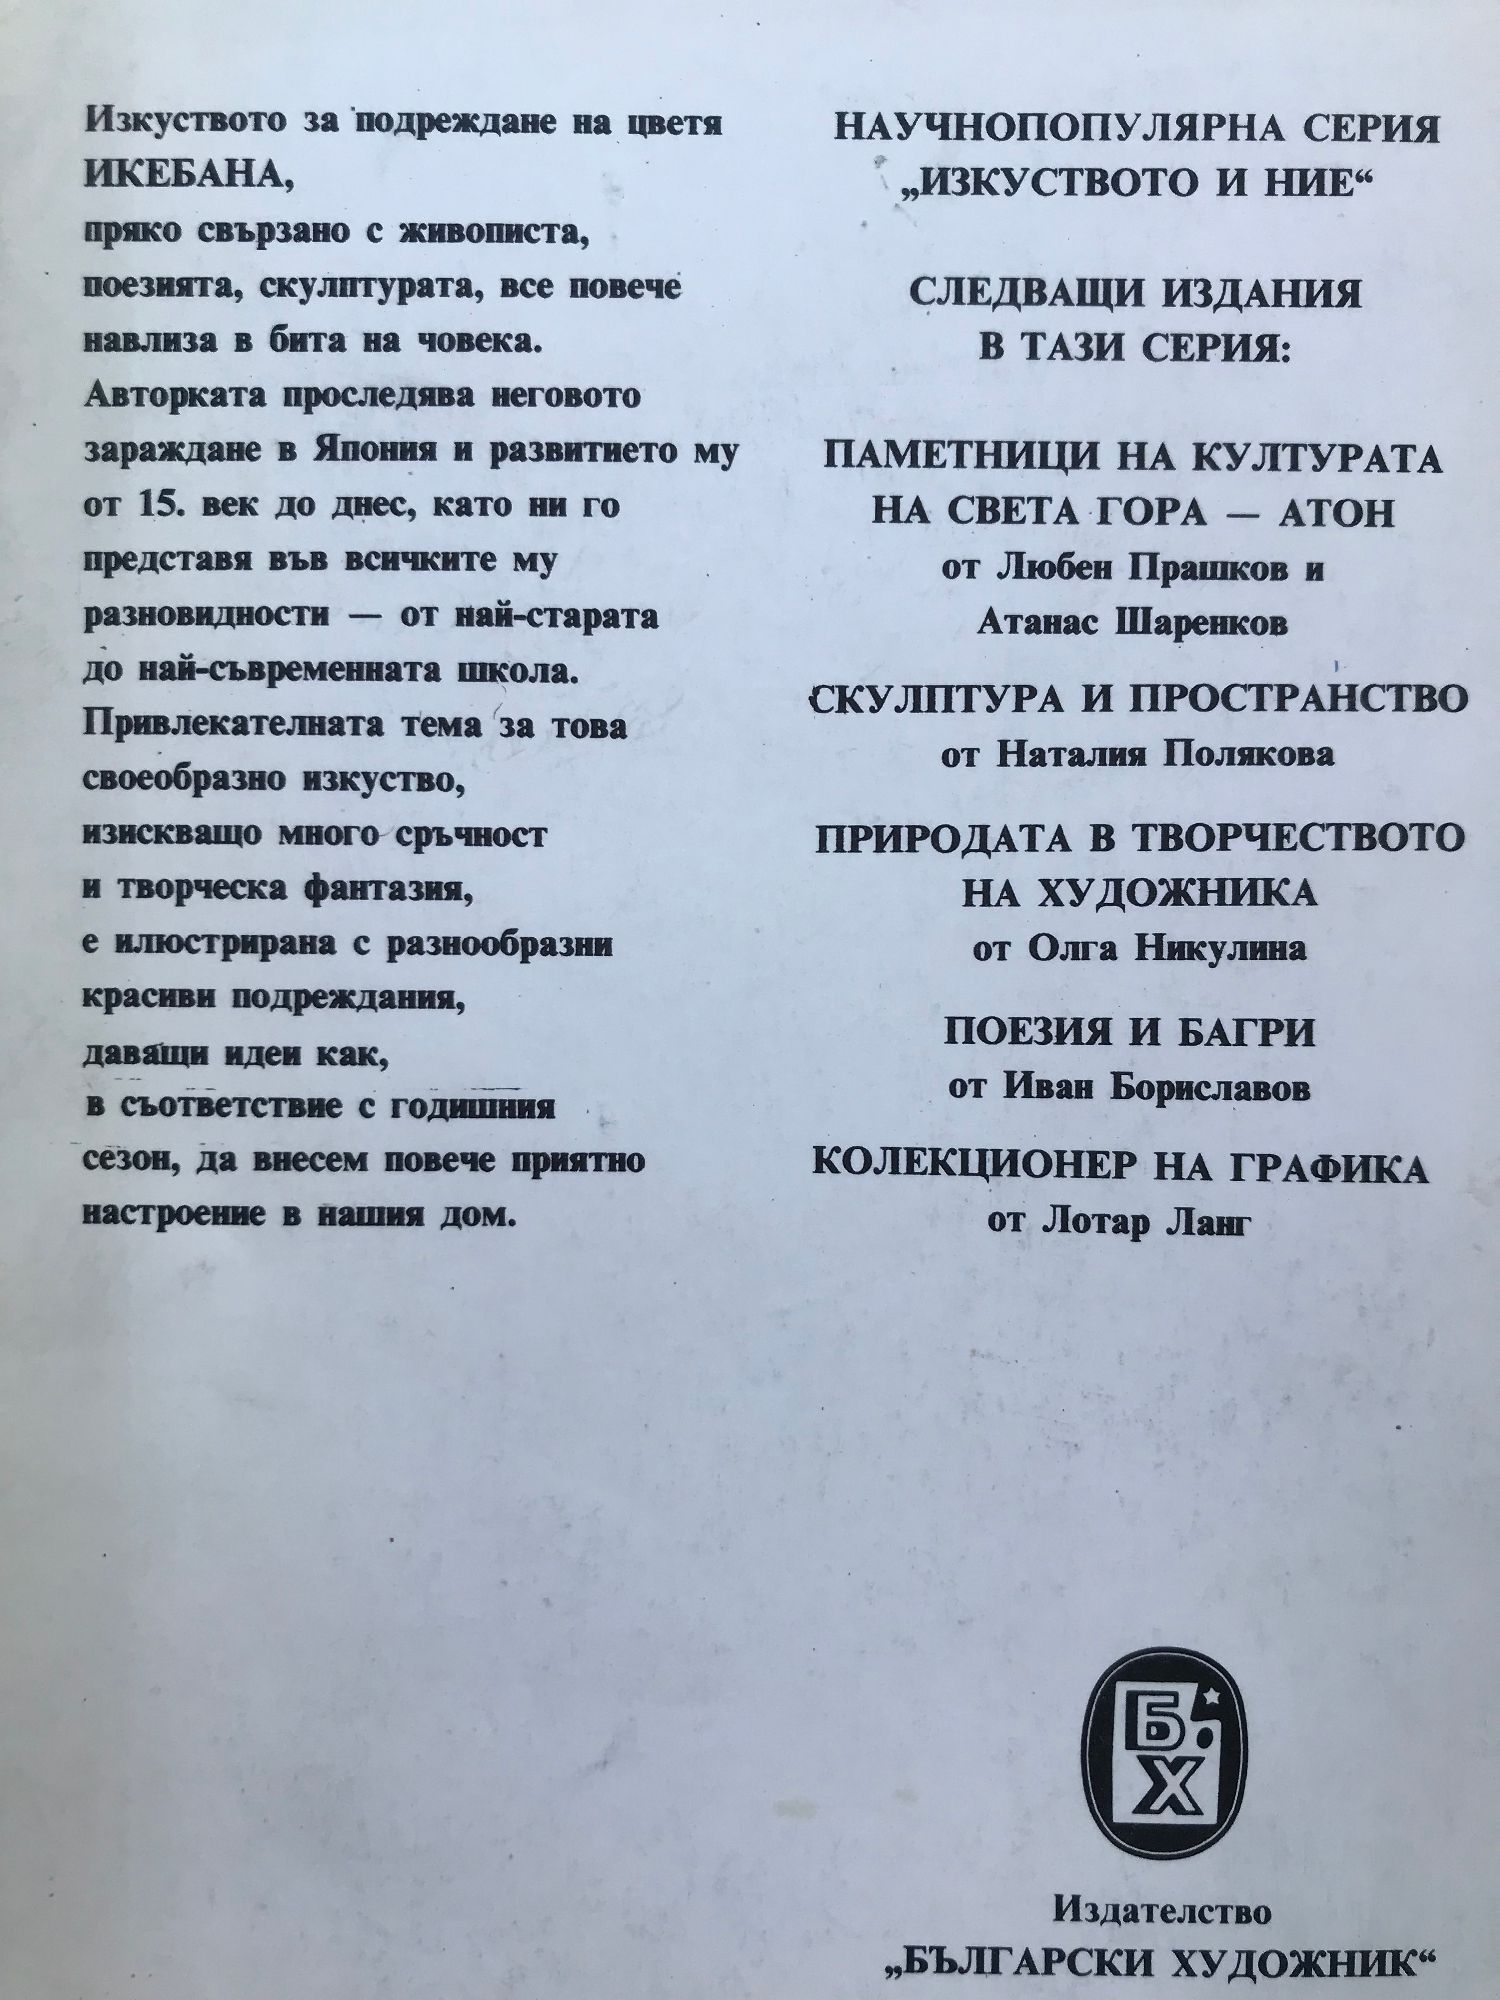 Изкуството за подреждане на цветя
ИКЕБАНА,
пряко свързано с живописта,
поезията, скулптурата, все повече
навлиза в бита на човека.
Авторката проследява неговото
зараждане в Япония и развитието му
от 15. век до днес, като ни го
представя във всичките му
разновидности — от най-старата
до най-съвременната школа.
Привлекателната тема за това
своеобразно изкуство,
изискващо много сръчност
и творческа фантазия,
е илюстрирана с разнообразни
красиви подреждания,
даващи идеи как,
в съответствие с годишния
сезон, да внесем повече приятно
настроение в нашия дом.
НАУЧНОПОПУЛЯРНА СЕРИЯ
„ИЗКУСТВОТО И НИЕ“
СЛЕДВАЩИ ИЗДАНИЯ
В ТАЗИ СЕРИЯ:
ПАМЕТНИЦИ НА КУЛТУРАТА
НА СВЕТА ГОРА — АТОН
от Любен Прашков и
Атанас Шаренков
СКУЛПТУРА И ПРОСТРАНСТВО
от Наталия Полякова
ПРИРОДАТА В ТВОРЧЕСТВОТО
НА ХУДОЖНИКА
от Олга Никулина
ПОЕЗИЯ И БАГРИ
от Иван Бориславов
КОЛЕКЦИОНЕР НА ГРАФИКА
от Лотар Ланг
Б.
Х
Издателство
„БЪЛГАРСКИ ХУДОЖНИК“